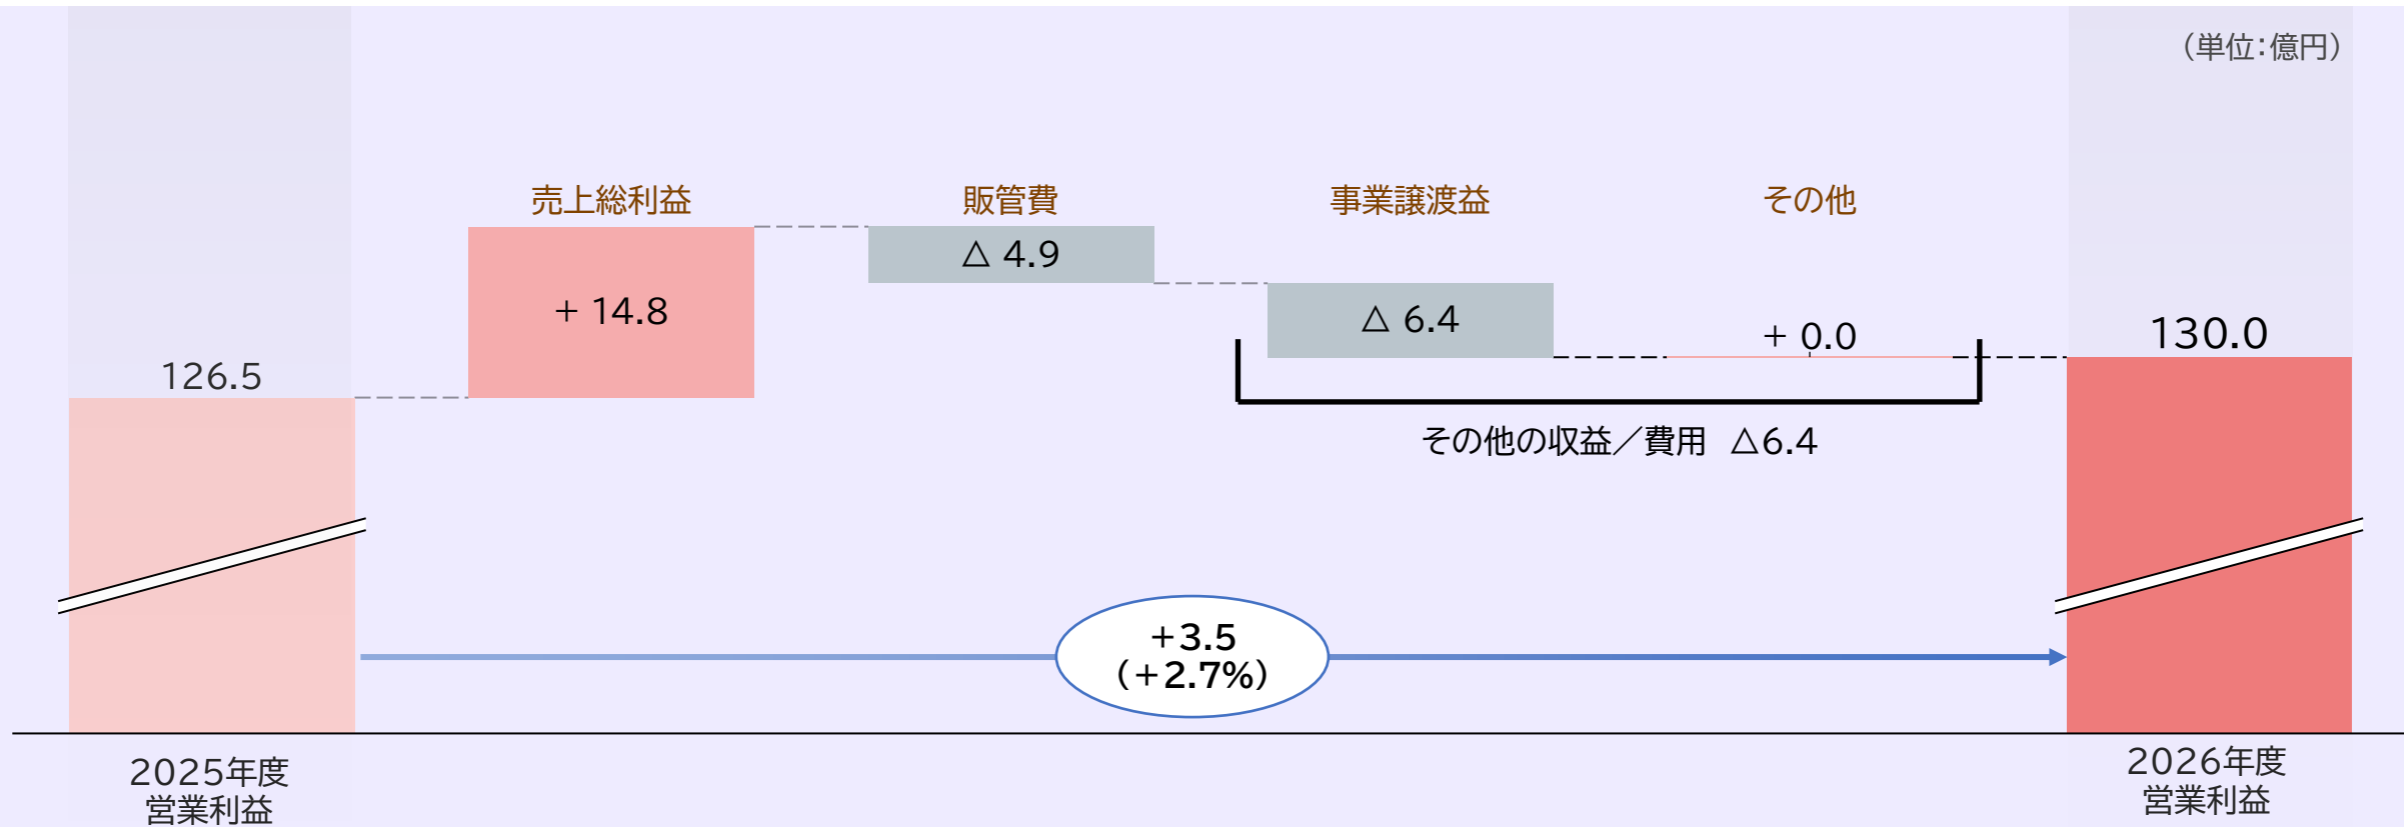 （単位：億円）
売上総利益
販管費
事業譲渡益
その他
126.5
+ 14.8
△ 4.9
△ 6.4
+ 0.0
130.0
その他の収益／費用 △6.4
+3.5
（+2.7%）
2025年度
営業利益
2026年度
営業利益